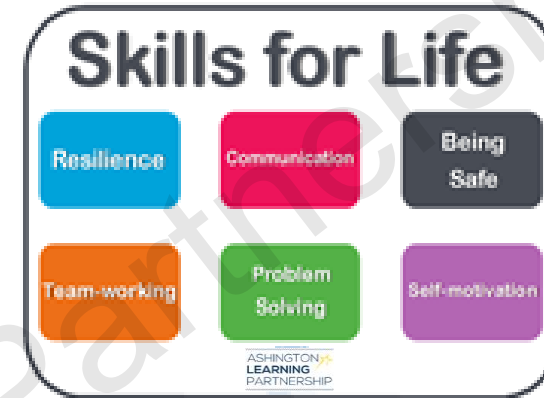 Skills for Life
Resilience
Communication
Being
Safe
Team-working
Problem
Solving
Self-motivation
ASHINGTON
LEARNING
PARTNERSHIP